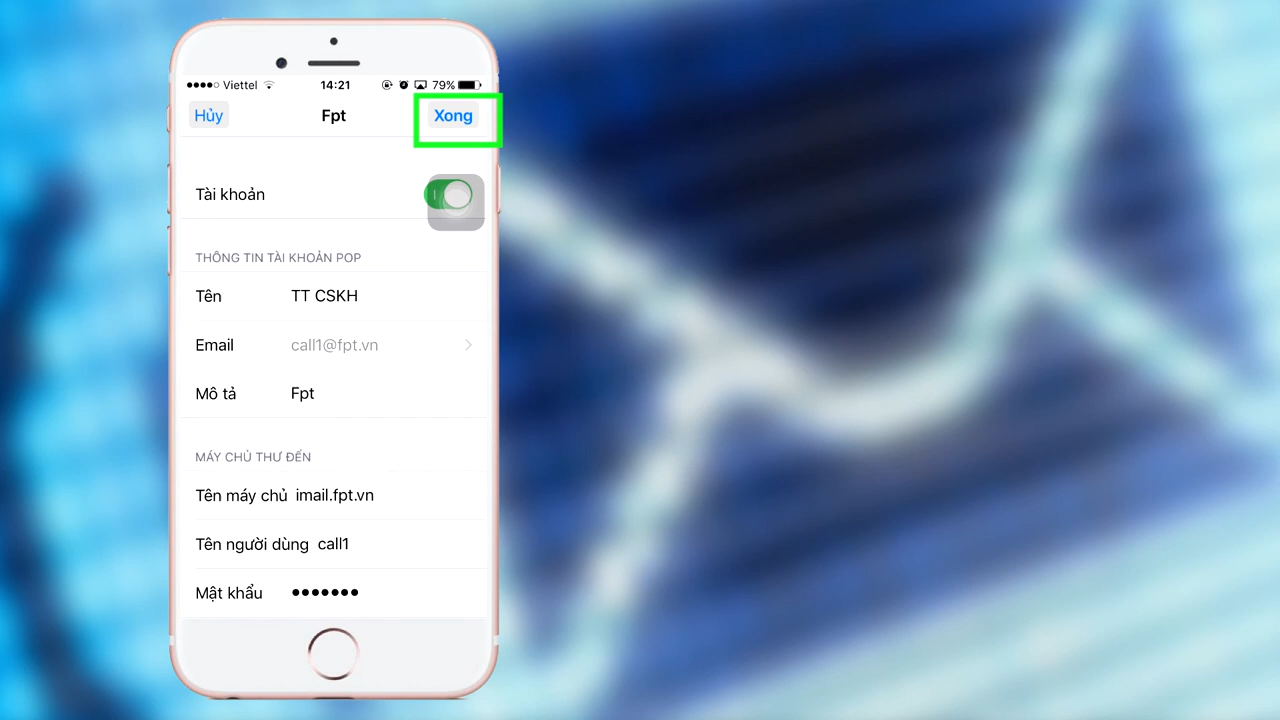 Viettel 14:21 79%
Hủy Fpt Xong
Tài khoản
THÔNG TIN TÀI KHOẢN POP
Tên TT CSKH
Email call1@fpt.vn
Mô tả Fpt
MÁY CHỦ THƯ ĐẾN
Tên máy chủ imail.fpt.vn
Tên người dùng call1
Mật khẩu •••••••